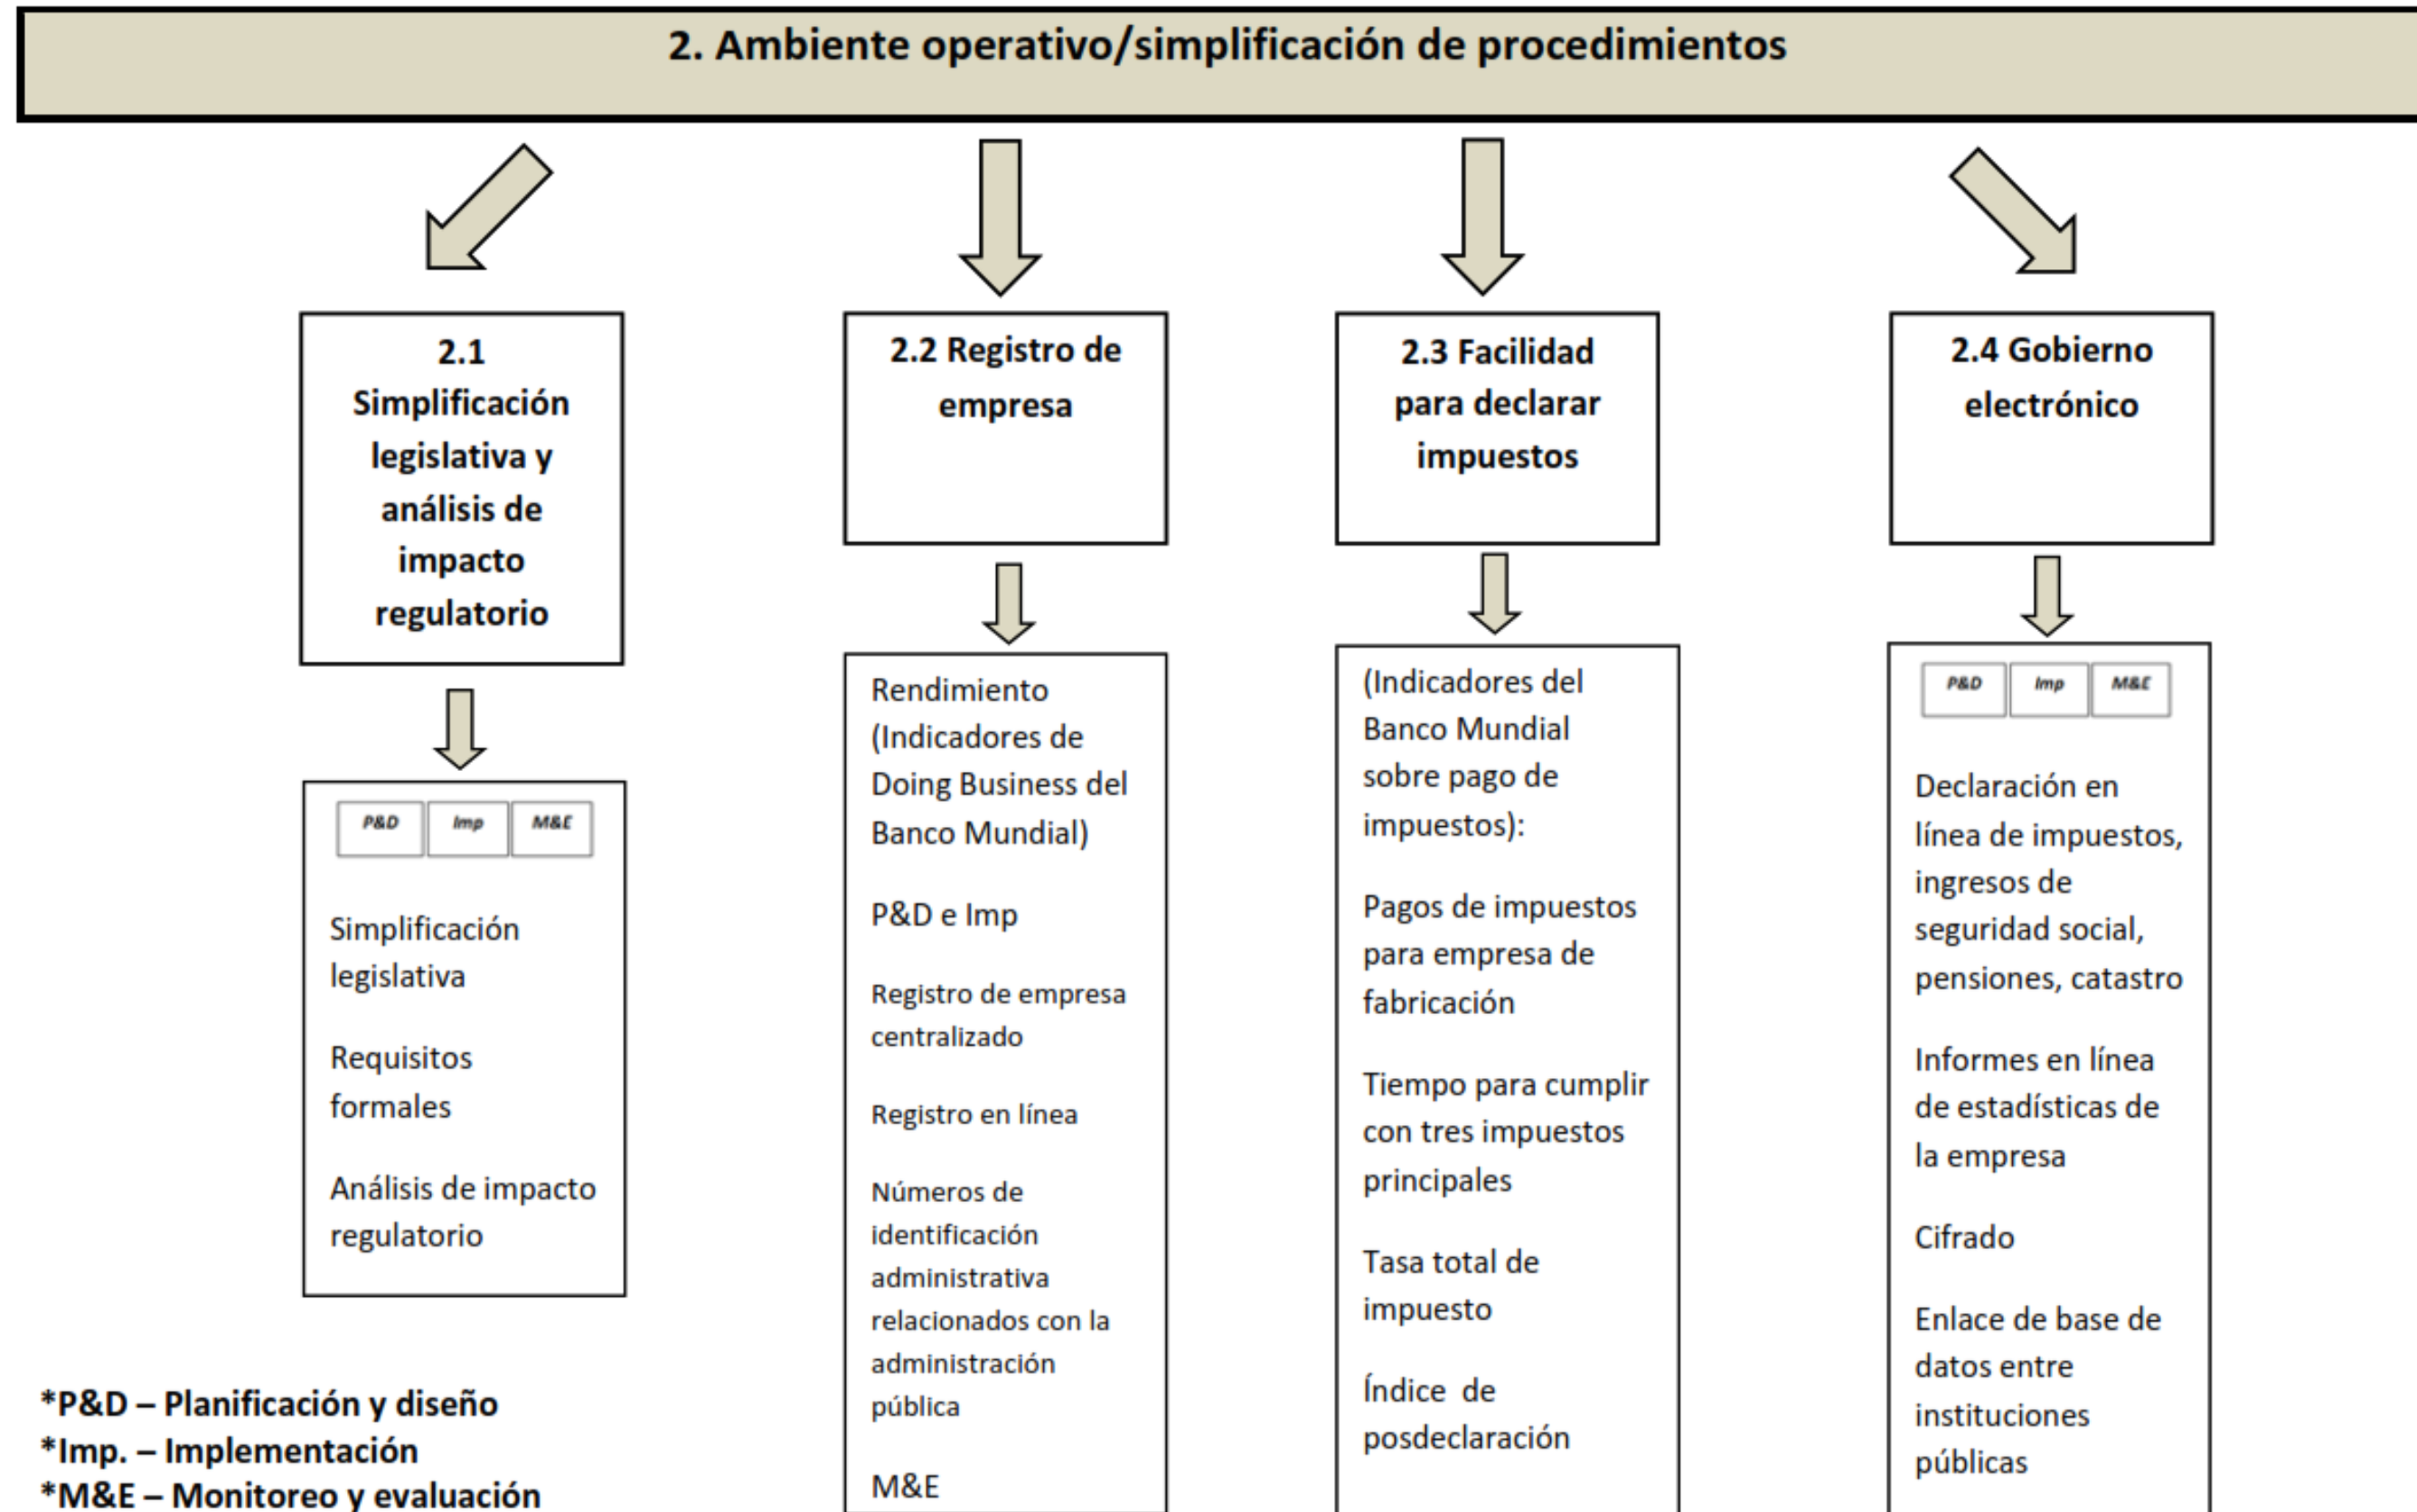 2. Ambiente operativo/simplificación de procedimientos
2.1
Simplificación
legislativa y
análisis de
impacto
regulatorio
P&D Imp M&E
Simplificación
legislativa
Requisitos
formales
Análisis de impacto
regulatorio
2.2 Registro de
empresa
Rendimiento
(Indicadores de
Doing Business del
Banco Mundial)
P&D e Imp
Registro de empresa
centralizado
Registro en línea
Números de
identificación
administrativa
relacionados con la
administración
pública
M&E
2.3 Facilidad
para declarar
impuestos
(Indicadores del
Banco Mundial
sobre pago de
impuestos):
Pagos de impuestos
para empresa de
fabricación
Tiempo para cumplir
con tres impuestos
principales
Tasa total de
impuesto
Índice de
posdeclaración
2.4 Gobierno
electrónico
P&D Imp M&E
Declaración en
línea de impuestos,
ingresos de
seguridad social,
pensiones, catastro
Informes en línea
de estadísticas de
la empresa
Cifrado
Enlace de base de
datos entre
instituciones
públicas
*P&D – Planificación y diseño
*Imp. – Implementación
*M&E – Monitoreo y evaluación